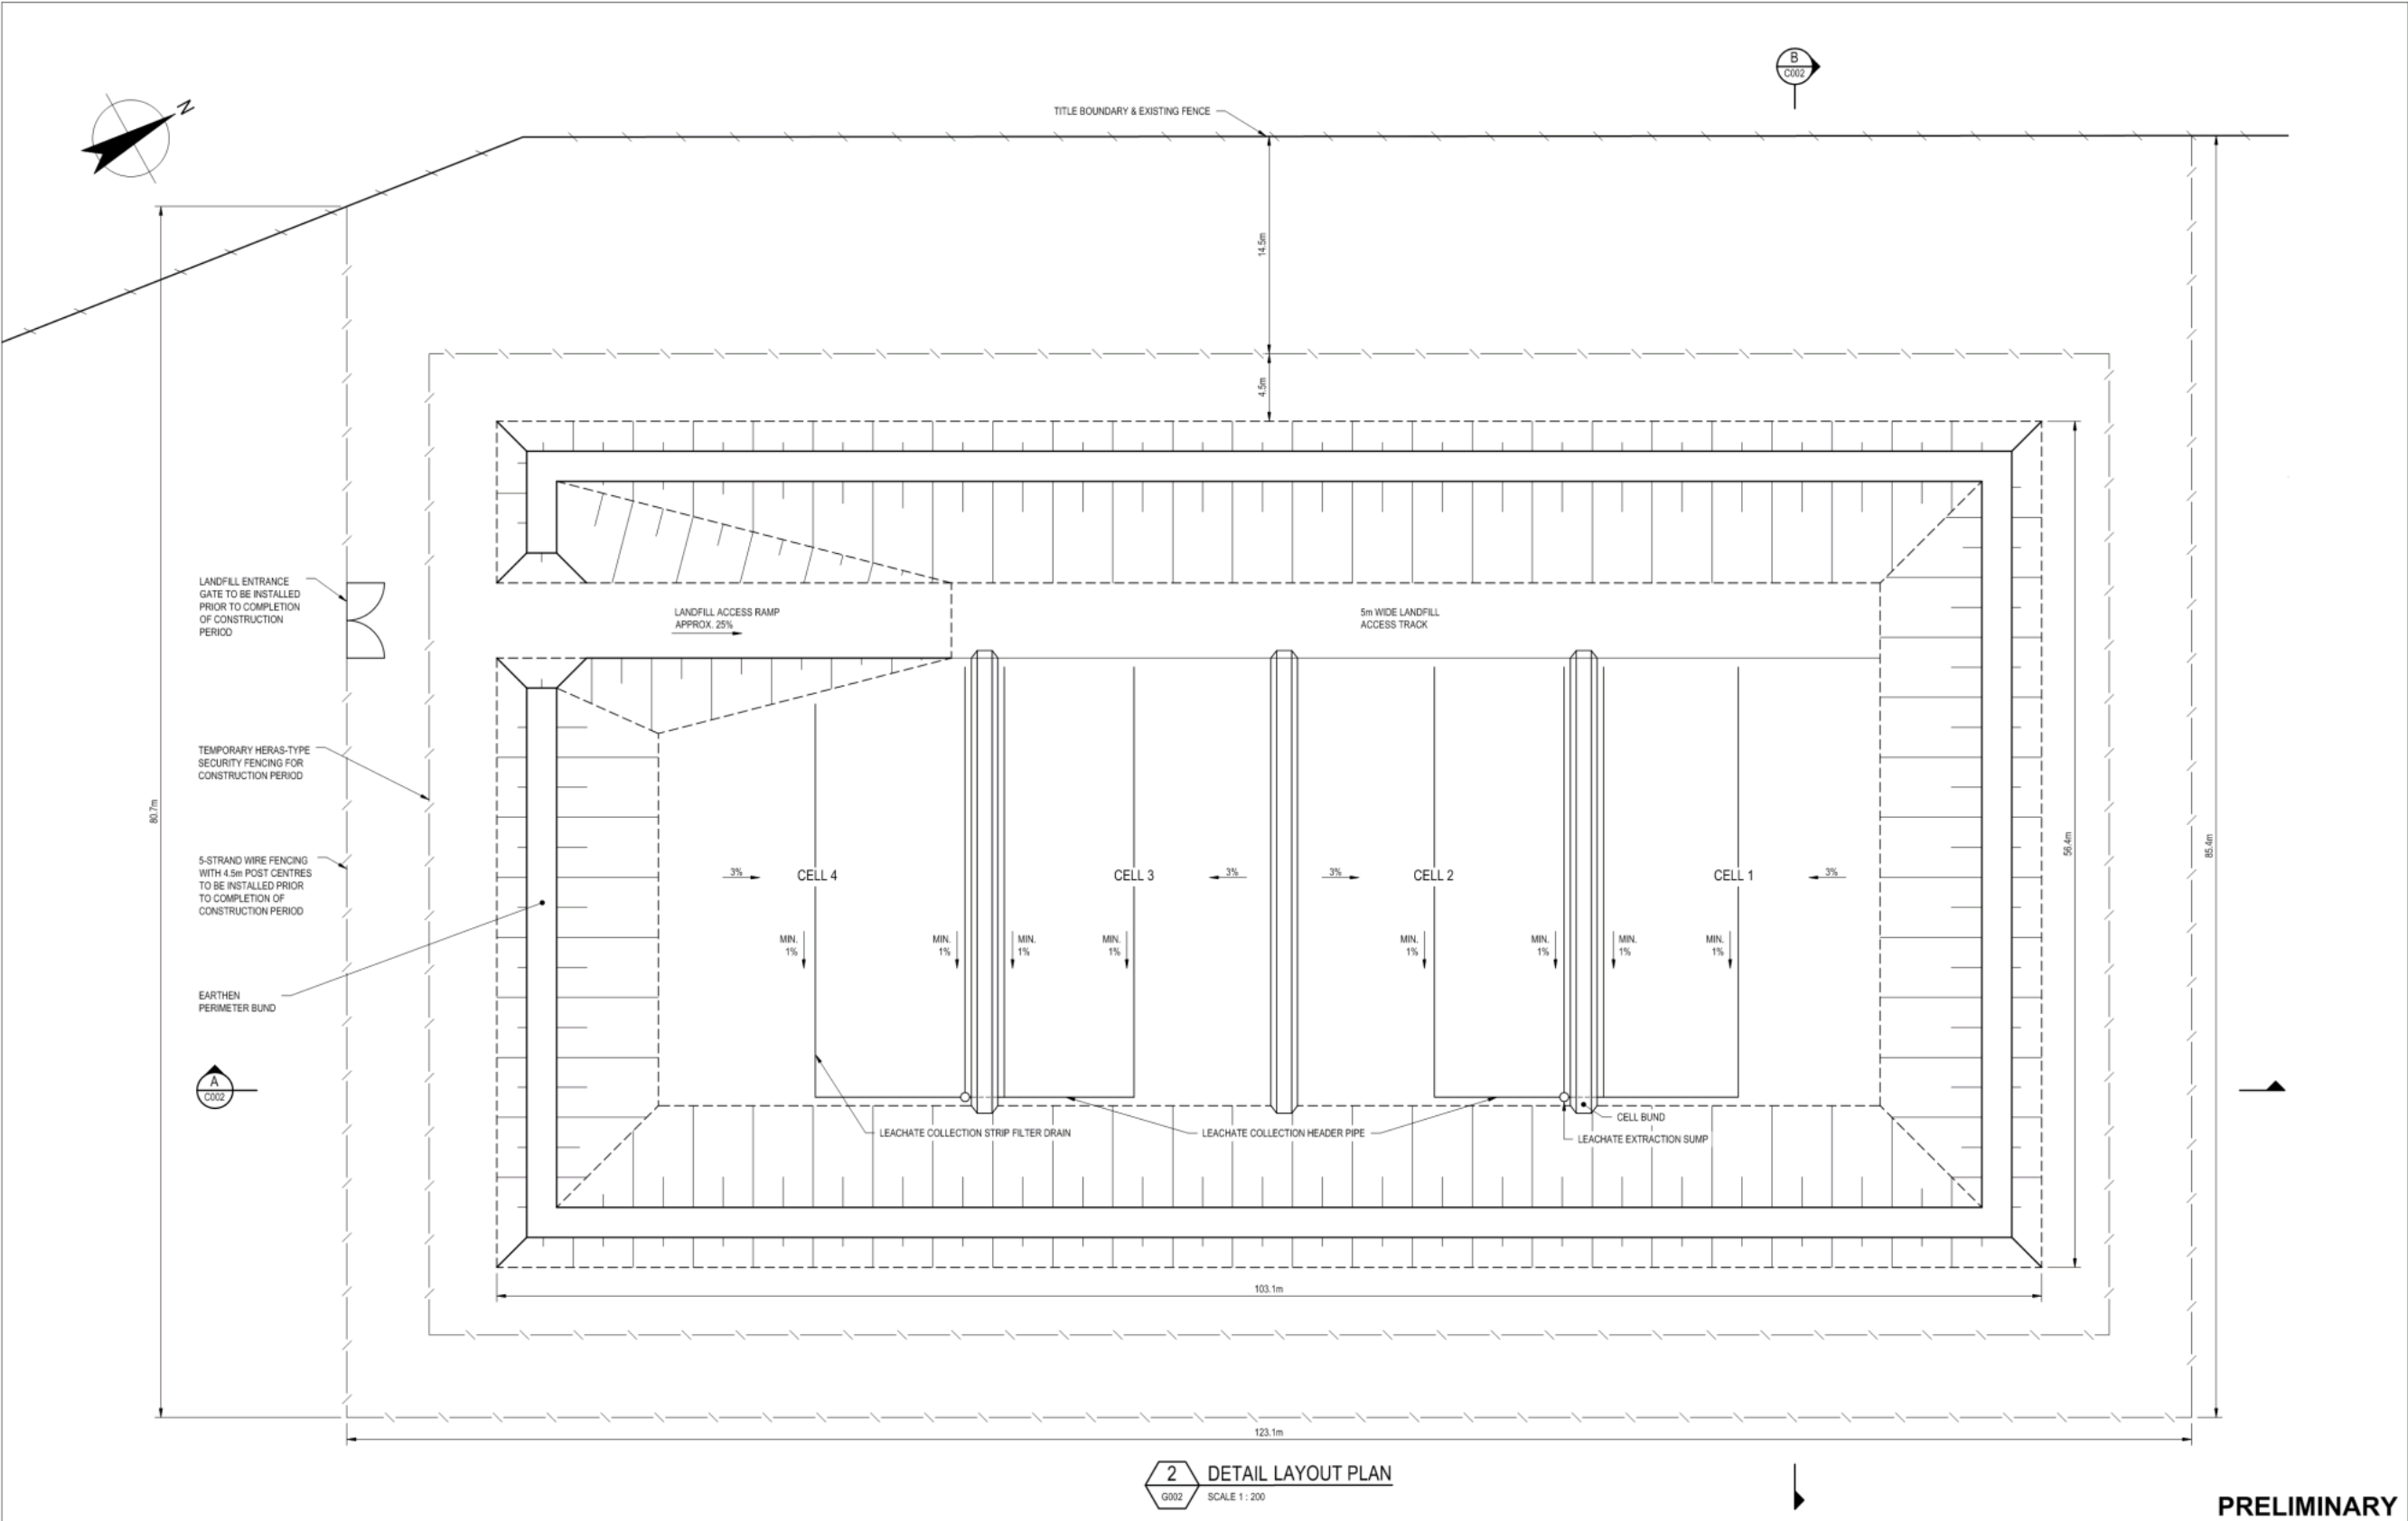 B
C002
N
TITLE BOUNDARY & EXISTING FENCE
14.5m
4.5m
LANDFILL ENTRANCE
GATE TO BE INSTALLED
PRIOR TO COMPLETION
OF CONSTRUCTION
PERIOD
LANDFILL ACCESS RAMP
APPROX. 25%
5m WIDE LANDFILL
ACCESS TRACK
TEMPORARY HERAS-TYPE
SECURITY FENCING FOR
CONSTRUCTION PERIOD
80.7m
56.4m
85.4m
5-STRAND WIRE FENCING
WITH 4.5m POST CENTRES
TO BE INSTALLED PRIOR
TO COMPLETION OF
CONSTRUCTION PERIOD
3%
CELL 4
CELL 3
3%
3%
CELL 2
CELL 1
3%
MIN.
1%
MIN.
1%
MIN.
1%
MIN.
1%
MIN.
1%
MIN.
1%
MIN.
1%
MIN.
1%
EARTHEN
PERIMETER BUND
A
C002
LEACHATE COLLECTION STRIP FILTER DRAIN
LEACHATE COLLECTION HEADER PIPE
CELL BUND
LEACHATE EXTRACTION SUMP
103.1m
123.1m
2
G002
DETAIL LAYOUT PLAN
SCALE 1 : 200
PRELIMINARY